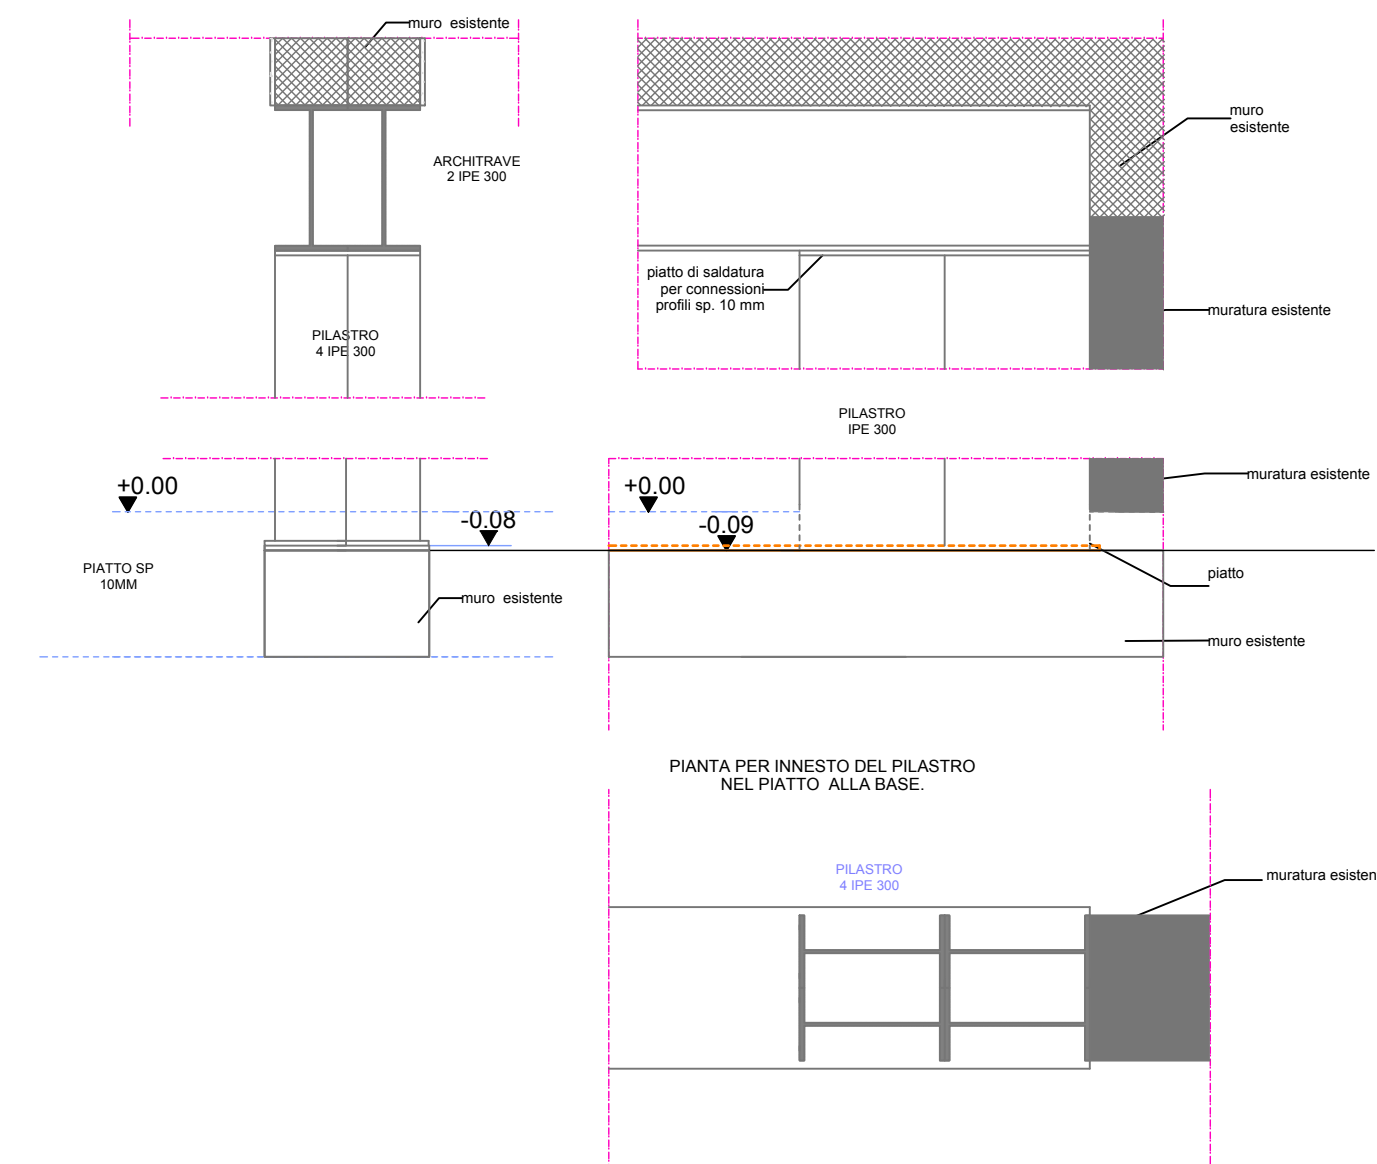 muro  esistente
ARCHITRAVE
2 IPE 300
PILASTRO
4 IPE 300
muro
esistente
piatto di saldatura
per connessioni
profili sp. 10 mm
muratura esistente
PILASTRO
IPE 300
+0.00
-0.08
PIATTO SP
10MM
muro  esistente
+0.00
-0.09
muratura esistente
piatto
muro esistente
PIANTA PER INNESTO DEL PILASTRO
NEL PIATTO  ALLA BASE.
PILASTRO
4 IPE 300
muratura esisten